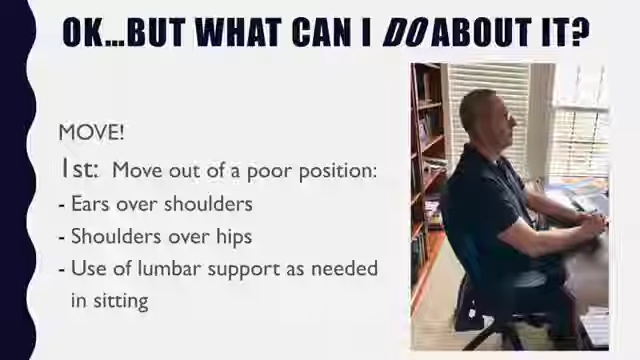 OK...BUT WHAT CAN I DO ABOUT IT?
MOVE!
1st: Move out of a poor position:
- Ears over shoulders
- Shoulders over hips
- Use of lumbar support as needed
in sitting